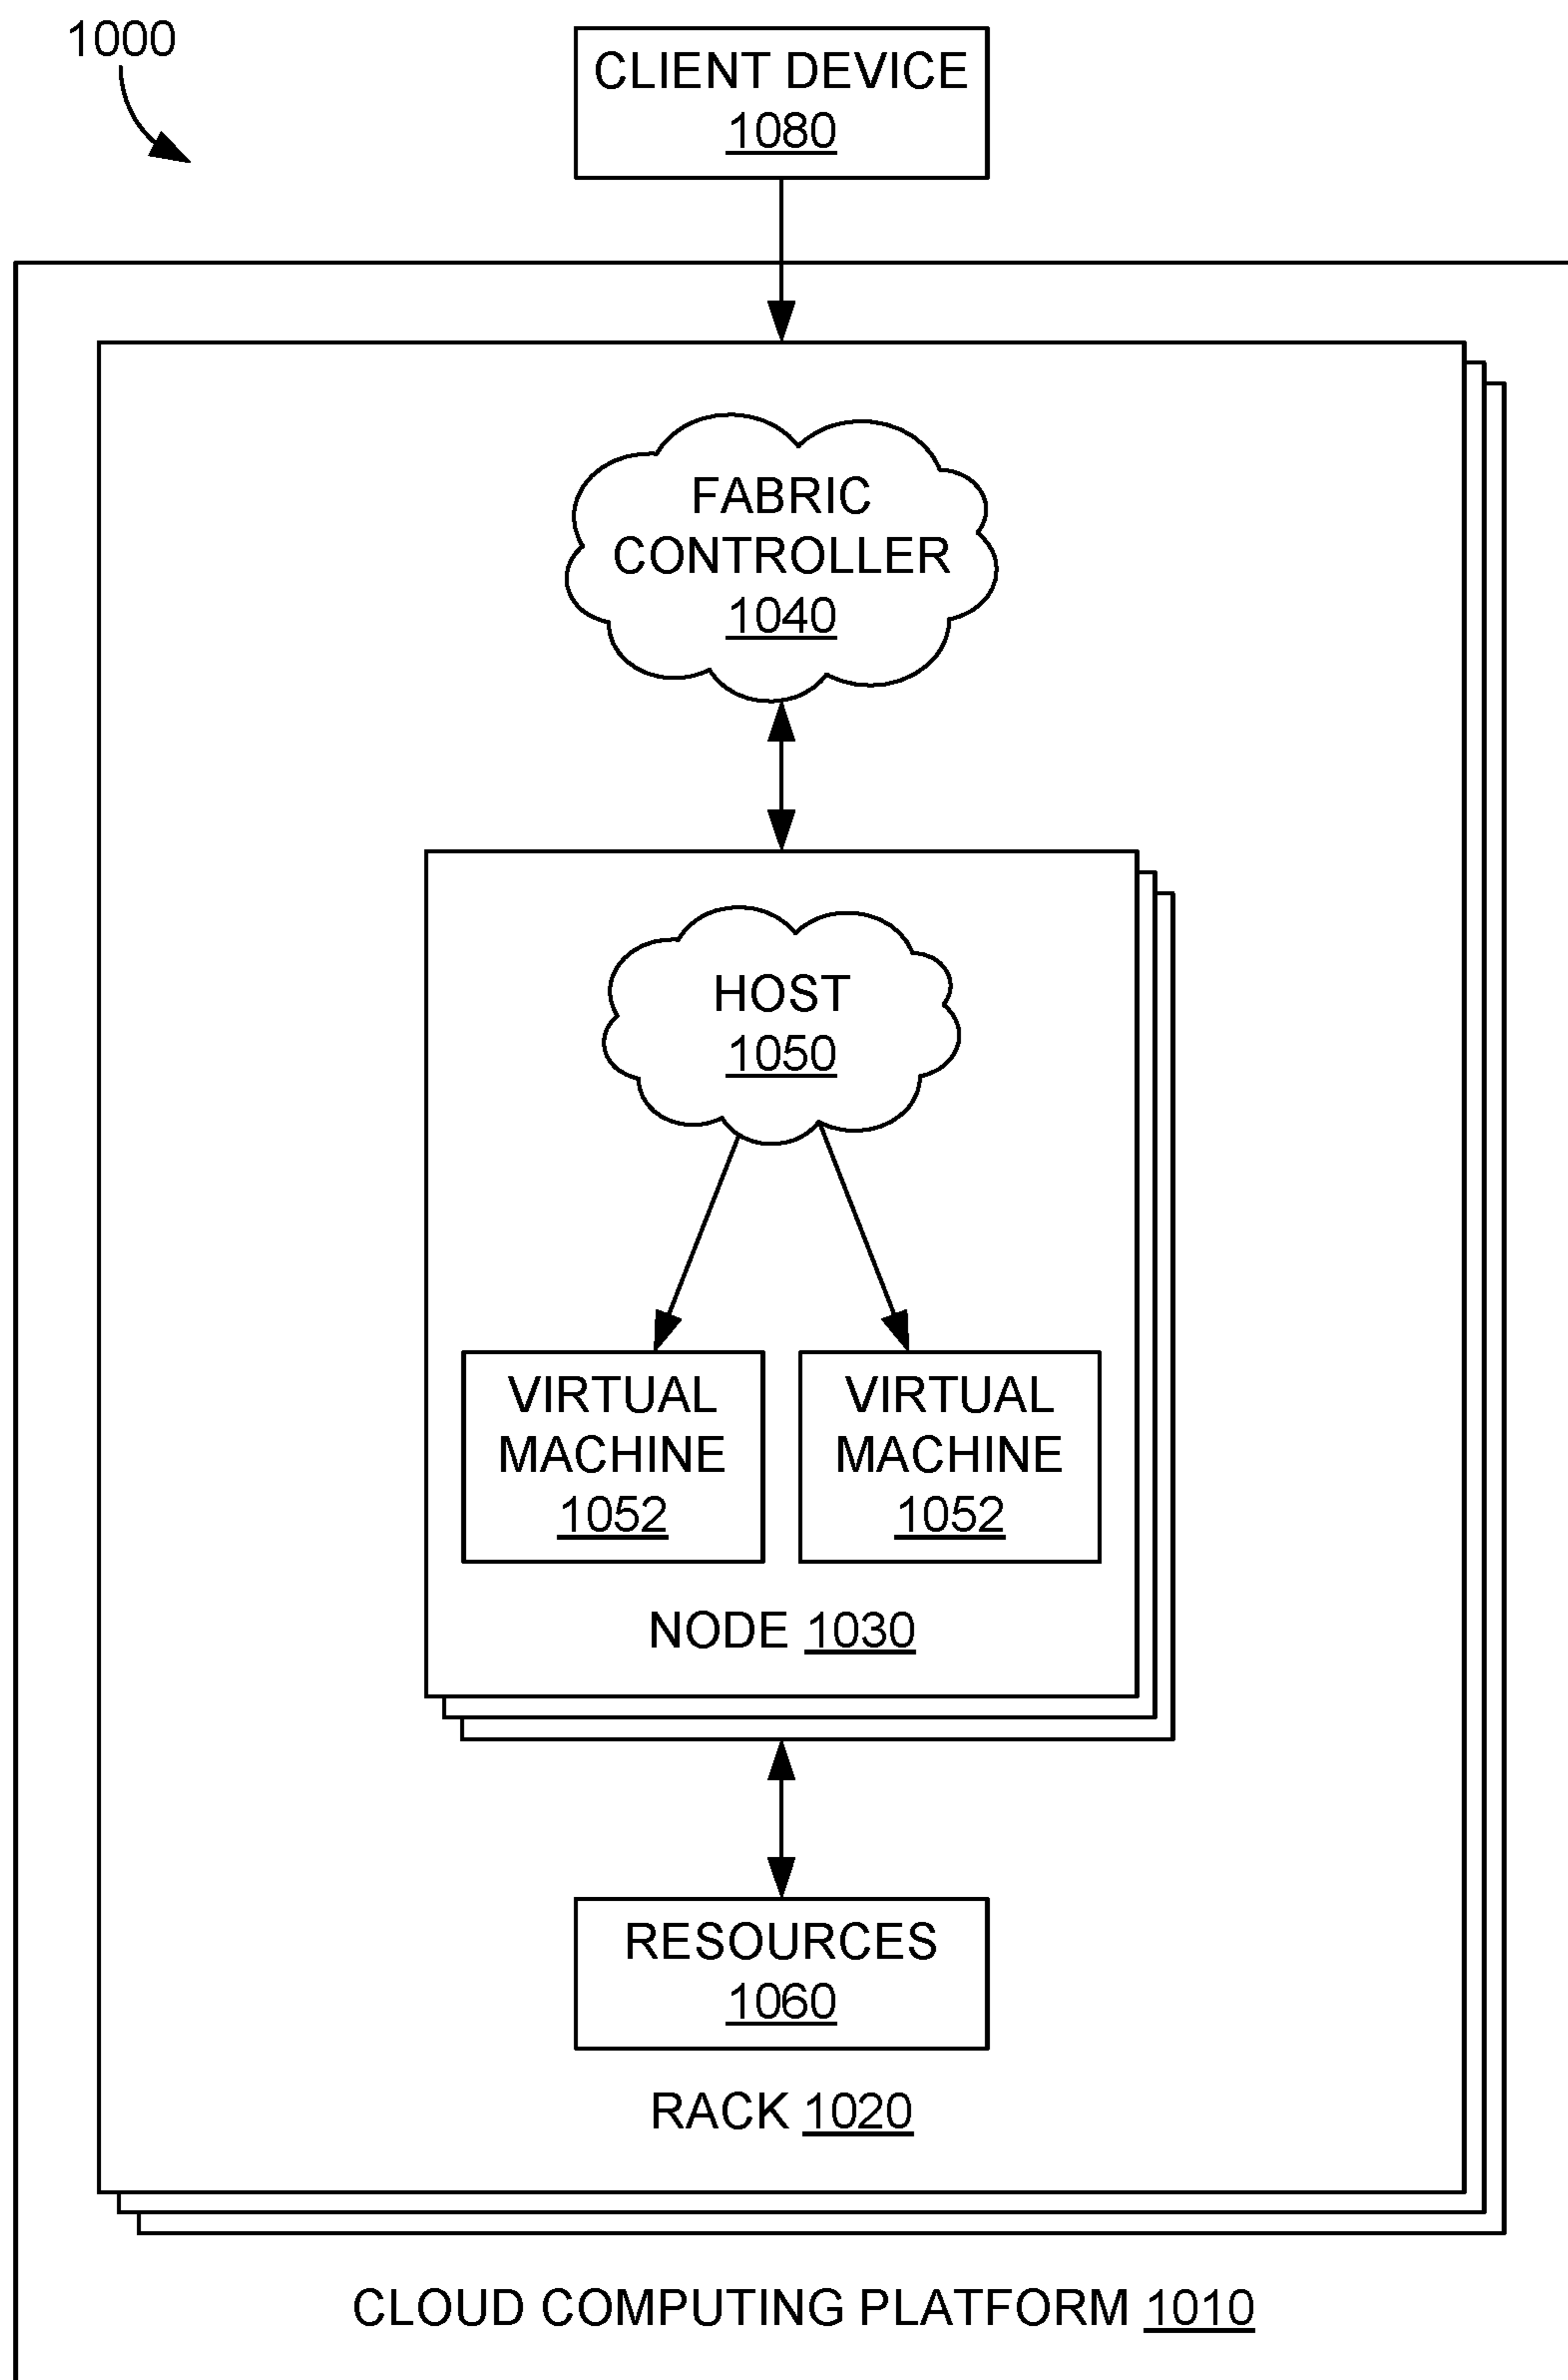 1000
CLIENT DEVICE
1080
FABRIC
CONTROLLER
1040
HOST
1050
VIRTUAL
MACHINE
1052
VIRTUAL
MACHINE
1052
NODE 1030
RESOURCES
1060
RACK 1020
CLOUD COMPUTING PLATFORM 1010